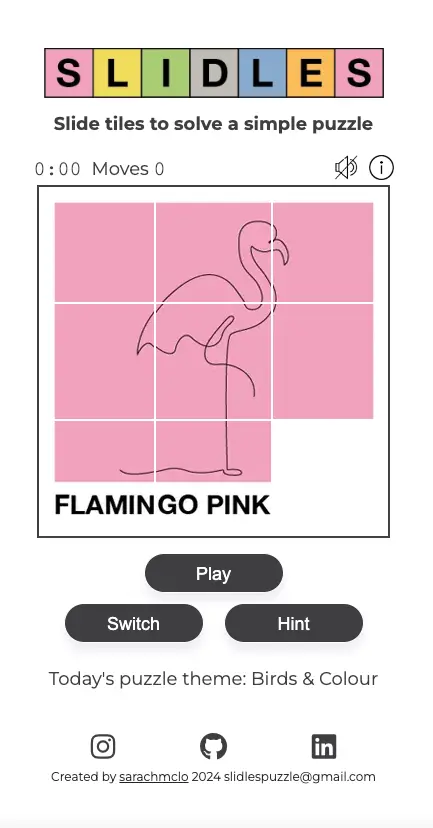 SLIDLES
Slide tiles to solve a simple puzzle
0:00 Moves 0
FLAMINGO PINK
Play
Switch Hint
Today's puzzle theme: Birds & Colour
Created by sarachmclo 2024 slidlespuzzle@gmail.com